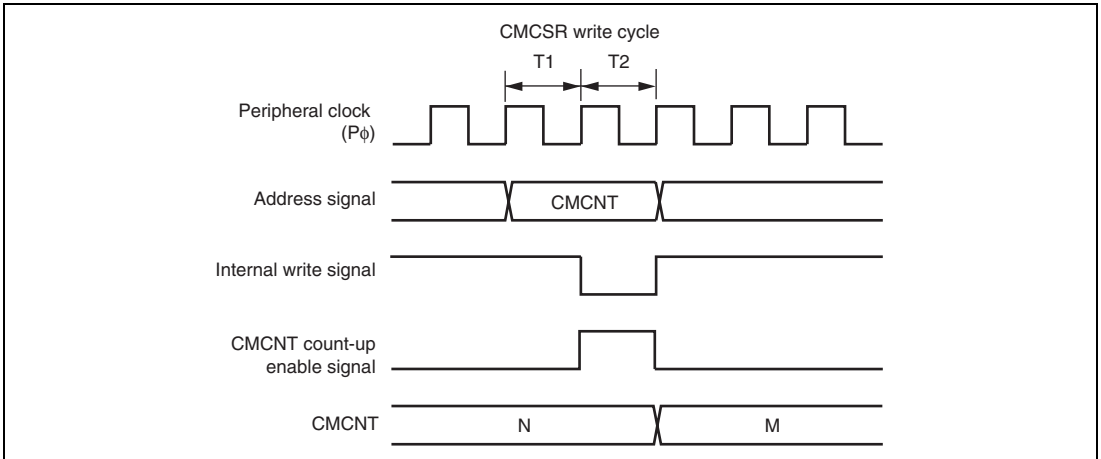 CMCSR write cycle
T1 T2
Peripheral clock
(Pϕ)
Address signal
CMCNT
Internal write signal
CMCNT count-up
enable signal
CMCNT
N
M